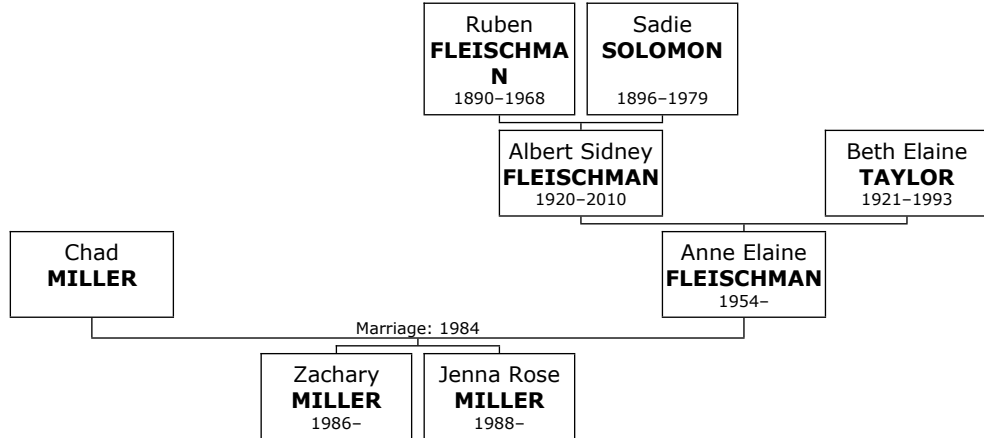 Ruben
FLEISCHMA
N
1890–1968
Sadie
SOLOMON
1896–1979
Albert Sidney
FLEISCHMAN
1920–2010
Beth Elaine
TAYLOR
1921–1993
Chad
MILLER
Anne Elaine
FLEISCHMAN
1954–
Marriage: 1984
Zachary
MILLER
1986–
Jenna Rose
MILLER
1988–